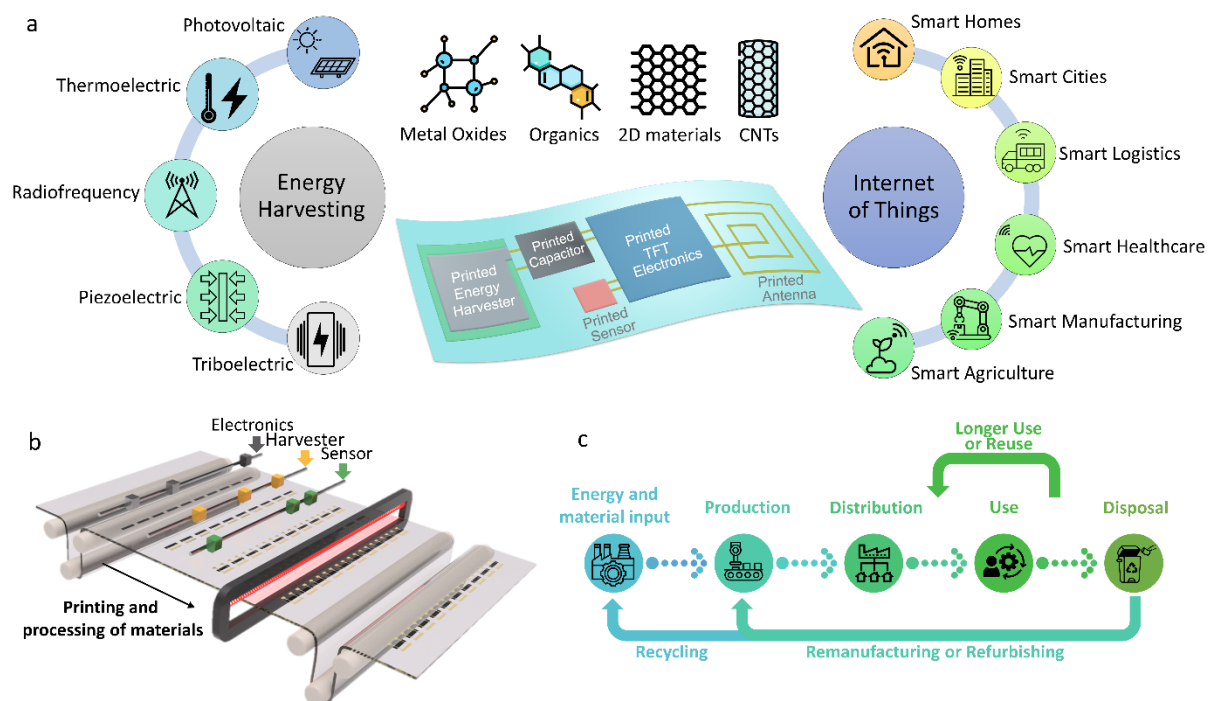 a
Photovoltaic
Thermoelectric
Radiofrequency
Piezoelectric
Triboelectric
Energy
Harvesting
Metal Oxides
Organics
2D materials
CNTs
Printed
Energy
Harvester
Printed
Capacitor
Printed
TFT
Electronics
Printed
Sensor
Printed
Antenna
Internet
of Things
Smart Homes
Smart Cities
Smart Logistics
Smart Healthcare
Smart Manufacturing
Smart Agriculture
b
Electronics
Harvester
Sensor
Printing and
processing of materials
c
Longer Use
or Reuse
Energy and
material input
Production
Distribution
Use
Disposal
Recycling
Remanufacturing or Refurbishing